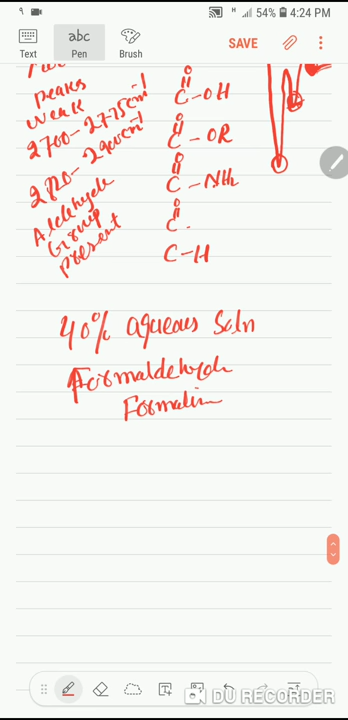 54% 4:24 PM
Text
abc
Pen
Brush
SAVE
peaks
weak
2700-2775cm-1
2820-2900cm-1
Aldehyde
Group
present
O
C-OH
O
C-OR
O
C-NH2
O
C-
C-H
40% aqueous Soln
Formaldehyde
Formalin
DU RECORDER